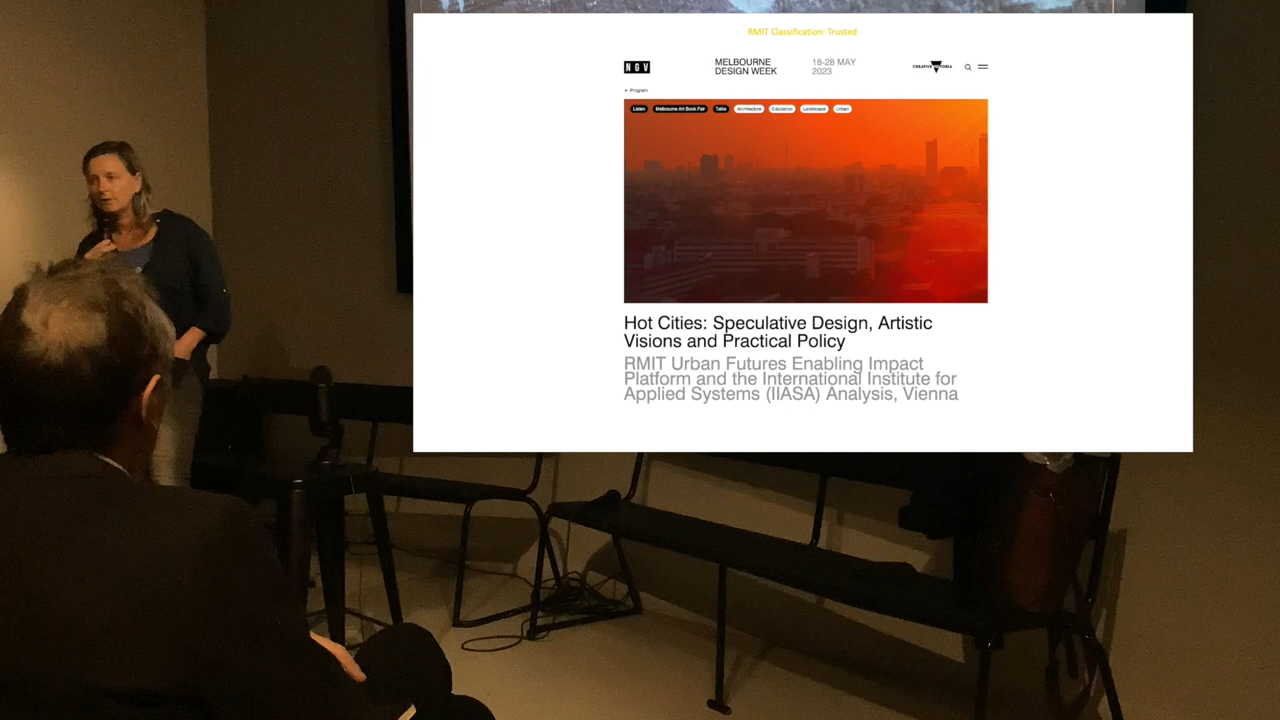 RMIT Classification: Trusted
NGV
MELBOURNE
DESIGN WEEK
18-28 MAY
2023
CREATIVE VICTORIA
← Program
Listen
Melbourne Art Book Fair
Talks
Architecture
Education
Landscape
Urban
Hot Cities: Speculative Design, Artistic
Visions and Practical Policy
RMIT Urban Futures Enabling Impact
Platform and the International Institute for
Applied Systems (IIASA) Analysis, Vienna